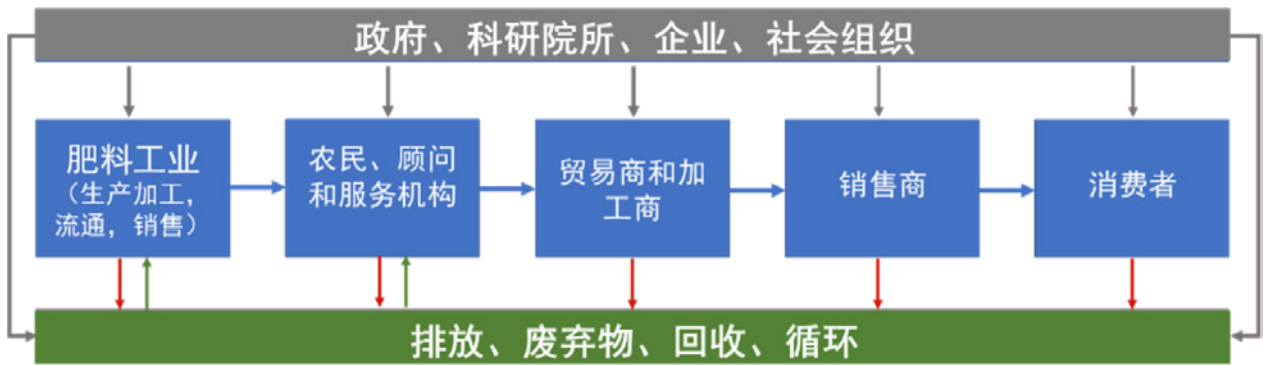 政府、科研院所、企业、社会组织
肥料工业
（生产加工，
流通，销售）
农民、顾问
和服务机构
贸易商和加
工商
销售商
消费者
排放、废弃物、回收、循环